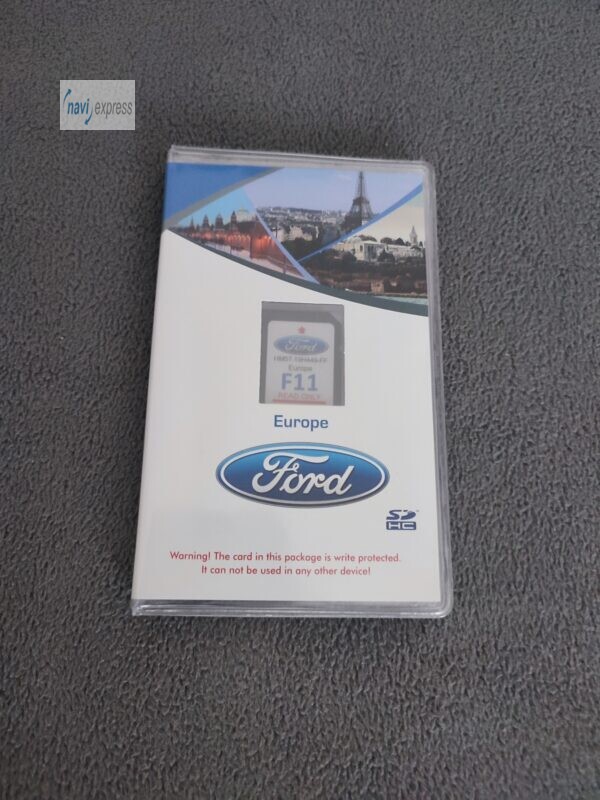 navi express
Ford
Europe
F11
READ ONLY
Europe
Ford
SD
HC
Warning! The card in this package is write protected.
It can not be used in any other device!